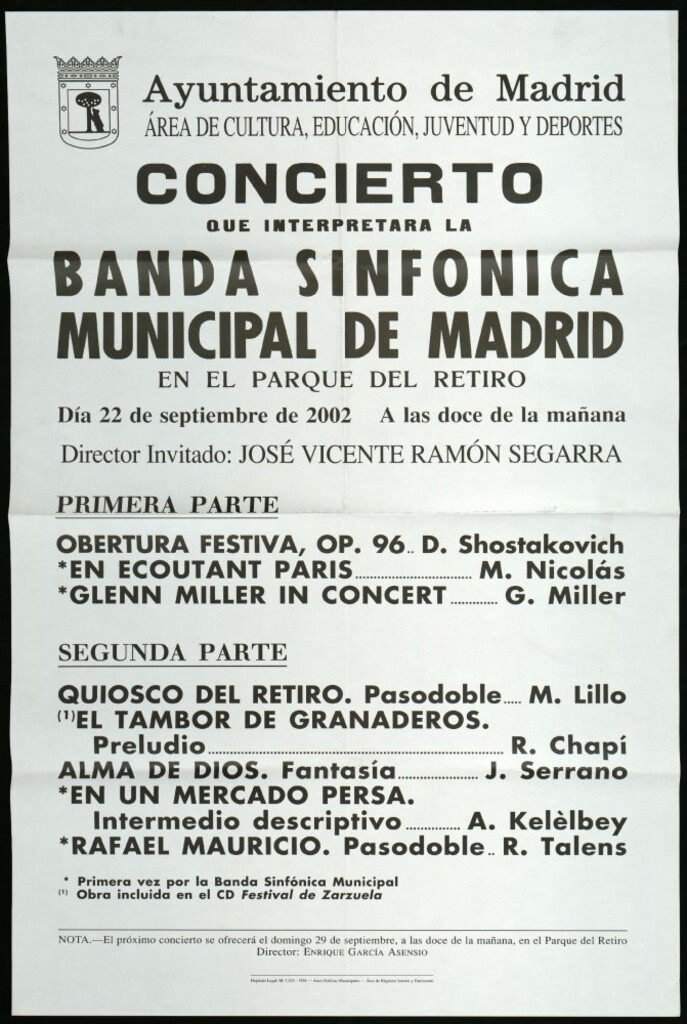 Ayuntamiento de Madrid
ÁREA DE CULTURA, EDUCACIÓN, JUVENTUD Y DEPORTES
CONCIERTO
QUE INTERPRETARA LA
BANDA SINFONICA
MUNICIPAL DE MADRID
EN EL PARQUE DEL RETIRO
Día 22 de septiembre de 2002 A las doce de la mañana
Director Invitado: JOSÉ VICENTE RAMÓN SEGARRA
PRIMERA PARTE
OBERTURA FESTIVA, OP. 96.. D. Shostakovich
*EN ECOUTANT PARIS.............................. M. Nicolás
*GLENN MILLER IN CONCERT............ G. Miller
SEGUNDA PARTE
QUIOSCO DEL RETIRO. Pasodoble..... M. Lillo
(1)EL TAMBOR DE GRANADEROS.
Preludio........................................................................... R. Chapí
ALMA DE DIOS. Fantasía..................... J. Serrano
*EN UN MERCADO PERSA.
Intermedio descriptivo.............. A. Kelèlbey
*RAFAEL MAURICIO. Pasodoble.. R. Talens
* Primera vez por la Banda Sinfónica Municipal
(1) Obra incluida en el CD Festival de Zarzuela
NOTA.—El próximo concierto se ofrecerá el domingo 29 de septiembre, a las doce de la mañana, en el Parque del Retiro
Director: ENRIQUE GARCÍA ASENSIO